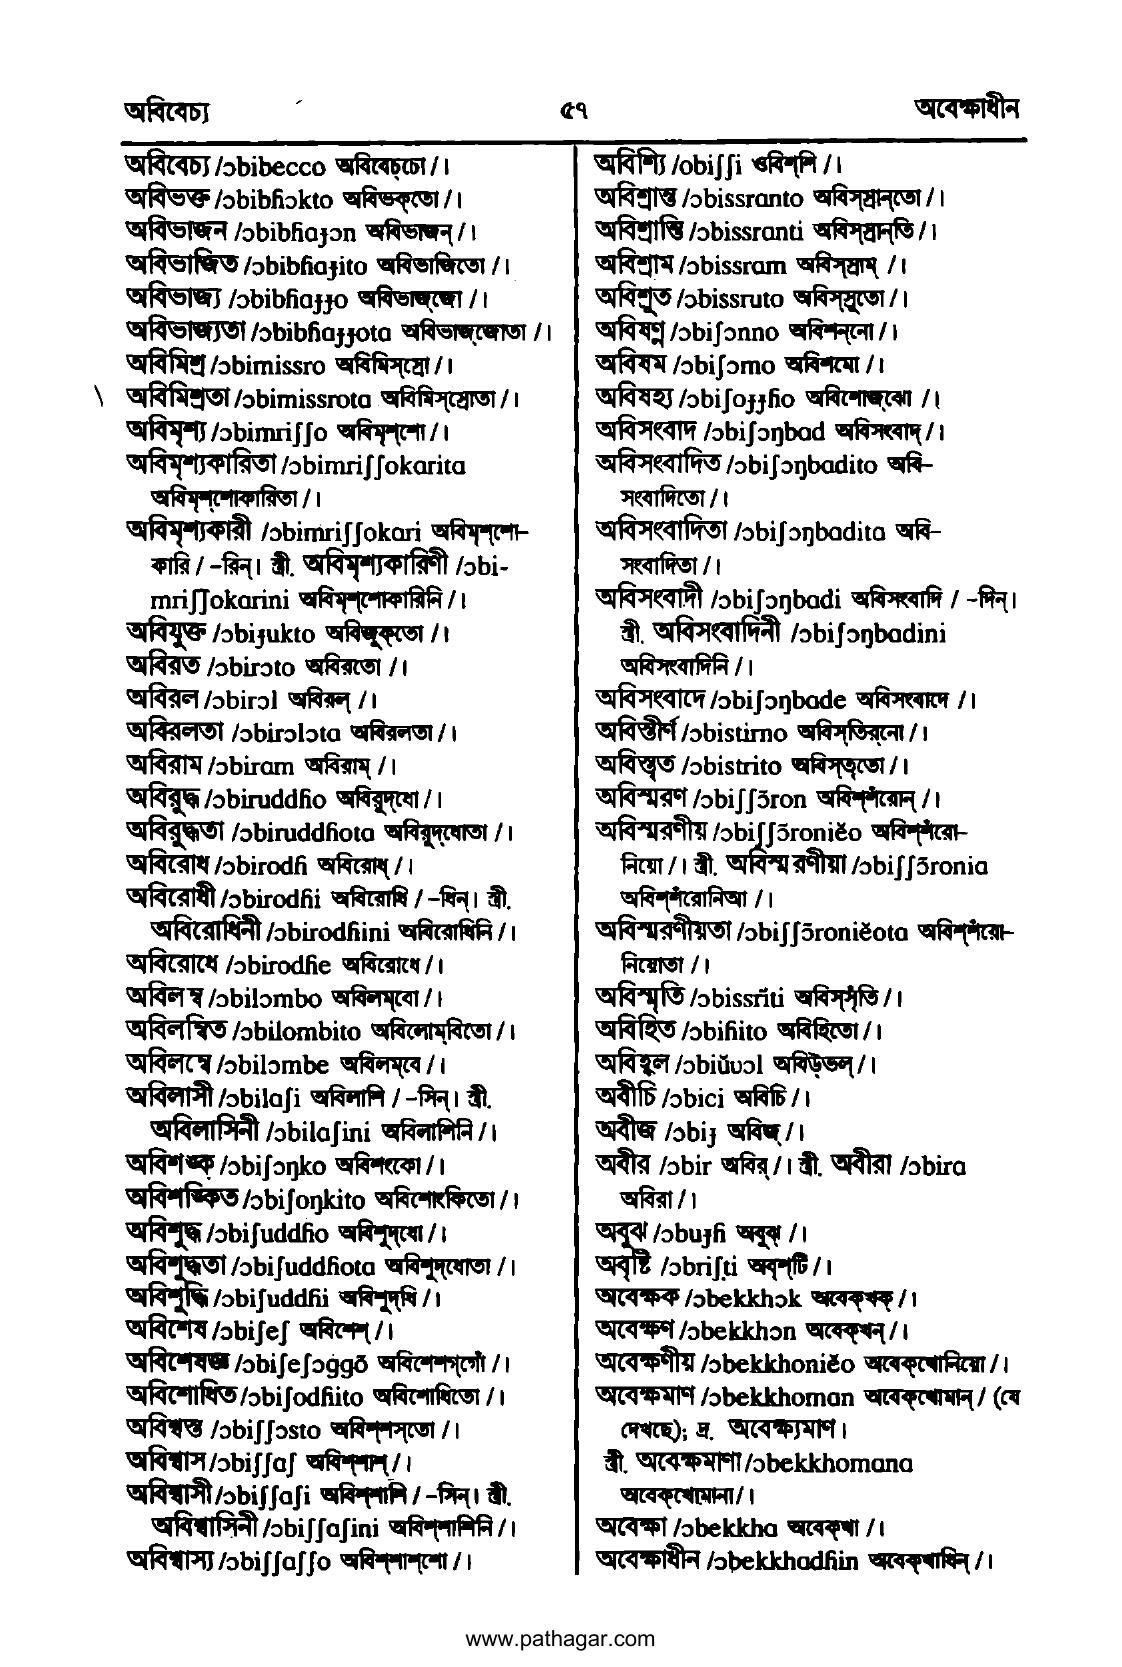 অবিবেচ্য ৫৭ অবেক্ষাধীন
অবিবেচ্য /ɔbibecco অবিবেচ্‌চো /।
অবিভক্ত /ɔbibɦɔkto অবিভক্‌তো /।
অবিভাজন /ɔbibɦaɟɔn অবিভাজন্ /।
অবিভাজিত /ɔbibɦaɟito অবিভাজিতো /।
অবিভাজ্য /ɔbibɦaɟɟo অবিভাজ্‌জো /।
অবিভাজ্যতা /ɔbibɦaɟɟota অবিভাজ্‌জোতা /।
অবিমিশ্র /ɔbimissro অবিমিস্‌স্রো /।
অবিমিশ্রতা /ɔbimissrota অবিমিস্‌স্রোতা /।
অবিমৃশ্য /ɔbimriʃʃo অবিমৃশ্‌শো /।
অবিমৃশ্যকারিতা /ɔbimriʃʃokarita
অবিমৃশ্‌শোকারিতা /।
অবিমৃশ্যকারী /ɔbimriʃʃokari অবিমৃশ্‌শো-
কারি / -রিন্। স্ত্রী. অবিমৃশ্যকারিণী /ɔbi-
mriʃʃokarini অবিমৃশ্‌শোকারিনি /।
অবিযুক্ত /ɔbiɟukto অবিজুক্‌তো /।
অবিরত /ɔbirɔto অবিরতো /।
অবিরল /ɔbirɔl অবিরল্ /।
অবিরলতা /ɔbirɔlɔta অবিরলতা /।
অবিরাম /ɔbiram অবিরাম্ /।
অবিরুদ্ধ /ɔbiruddɦo অবিরুদ্‌ধো /।
অবিরুদ্ধতা /ɔbiruddɦota অবিরুদ্‌ধোতা /।
অবিরোধ /ɔbirodɦ অবিরোধ্ /।
অবিরোধী /ɔbirodɦi অবিরোধি / -ধিন্। স্ত্রী.
অবিরোধিনী /ɔbirodɦini অবিরোধিনি /।
অবিরোধে /ɔbirodɦe অবিরোধে /।
অবিলম্ব /ɔbilɔmbo অবিলম্‌বো /।
অবিলম্বিত /ɔbilombito অবিলোম্‌বিতো /।
অবিলম্বে /ɔbilɔmbe অবিলম্‌বে /।
অবিলাসী /ɔbilaʃi অবিলাশি / -সিন্। স্ত্রী.
অবিলাসিনী /ɔbilaʃini অবিলাশিনি /।
অবিশঙ্ক /ɔbiʃɔŋko অবিশংকো /।
অবিশঙ্কিত /ɔbiʃoŋkito অবিশোংকিতো /।
অবিশুদ্ধ /ɔbiʃuddɦo অবিশুদ্‌ধো /।
অবিশুদ্ধতা /ɔbiʃuddɦota অবিশুদ্‌ধোতা /।
অবিশুদ্ধি /ɔbiʃuddɦi অবিশুদ্‌ধি /।
অবিশেষ /ɔbiʃeʃ অবিশেশ্ /।
অবিশেষজ্ঞ /ɔbiʃeʃɔggõ অবিশেশগ্‌গোঁ /।
অবিশোধিত /ɔbiʃodɦito অবিশোধিতো /।
অবিশ্বস্ত /ɔbiʃʃɔsto অবিশ্‌শস্‌তো /।
অবিশ্বাস /ɔbiʃʃaʃ অবিশ্‌শাশ্ /।
অবিশ্বাসী /ɔbiʃʃaʃi অবিশ্‌শাশি / -সিন্। স্ত্রী.
অবিশ্বাসিনী /ɔbiʃʃaʃini অবিশ্‌শাশিনি /।
অবিশ্বাস্য /ɔbiʃʃaʃʃo অবিশ্‌শাশ্‌শো /।
অবিশ্যি /obiʃʃi ওবিশ্‌শি /।
অবিশ্রান্ত /ɔbissranto অবিস্‌স্রান্‌তো /।
অবিশ্রান্তি /ɔbissranti অবিস্‌স্রান্‌তি /।
অবিশ্রাম /ɔbissram অবিস্‌স্রাম্ /।
অবিশ্রুত /ɔbissruto অবিস্‌স্রুতো /।
অবিষণ্ণ /ɔbiʃɔnno অবিশন্‌নো /।
অবিষম /ɔbiʃɔmo অবিশমো /।
অবিষহ্য /ɔbiʃoɟɟɦo অবিশোজ্‌ঝো /।
অবিসংবাদ /ɔbiʃɔŋbad অবিসংবাদ্ /।
অবিসংবাদিত /ɔbiʃɔŋbadito অবি-
সংবাদিতো /।
অবিসংবাদিতা /ɔbiʃɔŋbadita অবি-
সংবাদিতা /।
অবিসংবাদী /ɔbiʃɔŋbadi অবিসংবাদি / -দিন্।
স্ত্রী. অবিসংবাদিনী /ɔbiʃɔŋbadini
অবিসংবাদিনি /।
অবিসংবাদে /ɔbiʃɔŋbade অবিসংবাদে /।
অবিস্তীর্ণ /ɔbistirno অবিস্‌তির্‌নো /।
অবিস্তৃত /ɔbistrito অবিস্‌তৃতো /।
অবিস্মরণ /ɔbiʃʃɔ̃ron অবিশ্‌শঁরোন্ /।
অবিস্মরণীয় /ɔbiʃʃɔ̃roniĕo অবিশ্‌শঁরো-
নিয়ো /। স্ত্রী. অবিস্মরণীয়া /ɔbiʃʃɔ̃ronia
অবিশ্‌শঁরোনিআ /।
অবিস্মরণীয়তা /ɔbiʃʃɔ̃roniĕota অবিশ্‌শঁরো-
নিয়োতা /।
অবিস্মৃতি /ɔbissrĩti অবিস্‌সৃঁতি /।
অবিহিত /ɔbiɦito অবিহিতো /।
অবিহ্বল /ɔbiŭʋɔl অবিউ্‌ভল্ /।
অবীচি /ɔbici অবিচি /।
অবীজ /ɔbiɟ অবিজ্ /।
অবীর /ɔbir অবির্ /। স্ত্রী. অবীরা /ɔbira
অবিরা /।
অবুঝ /ɔbuɟɦ অবুঝ্ /।
অবৃষ্টি /ɔbriʃṭi অবৃশ্‌টি /।
অবেক্ষক /ɔbekkhɔk অবেক্‌খক্ /।
অবেক্ষণ /ɔbekkhɔn অবেক্‌খন্ /।
অবেক্ষণীয় /ɔbekkhoniĕo অবেক্‌খোনিয়ো /।
অবেক্ষমাণ /ɔbekkhoman অবেক্‌খোমান্ / (যে
দেখছে); দ্র. অবেক্ষ্যমাণ।
স্ত্রী. অবেক্ষমাণা /ɔbekkhomana
অবেক্‌খোমানা /।
অবেক্ষা /ɔbekkha অবেক্‌খা /।
অবেক্ষাধীন /ɔbekkhadɦin অবেক্‌খাধিন্ /।
www.pathagar.com